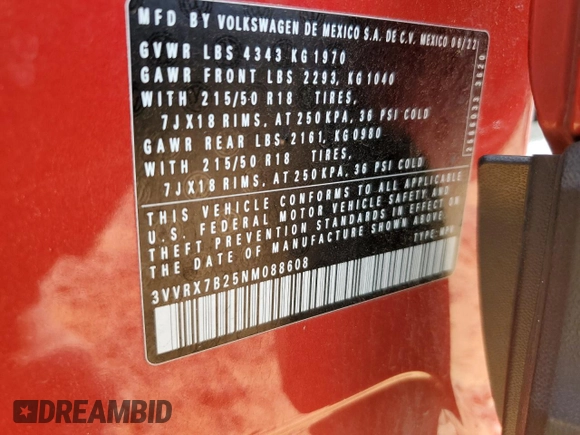 MFD BY VOLKSWAGEN DE MEXICO S.A. DE C.V. MEXICO 06/22
GVWR LBS 4343 KG 1970
GAWR FRONT LBS 2293, KG 1040
WITH 215/50 R18 TIRES,
7JX18 RIMS, AT 250 KPA, 36 PSI COLD
GAWR REAR LBS 2161, KG 0980
WITH 215/50 R18 TIRES,
7JX18 RIMS, AT 250 KPA, 36 PSI COLD
THIS VEHICLE CONFORMS TO ALL APPLICABLE
U.S. FEDERAL MOTOR VEHICLE SAFETY AND
THEFT PREVENTION STANDARDS IN EFFECT ON
THE DATE OF MANUFACTURE SHOWN ABOVE
TYPE: MPV
3VVRX7B25NM088608
DREAMBID